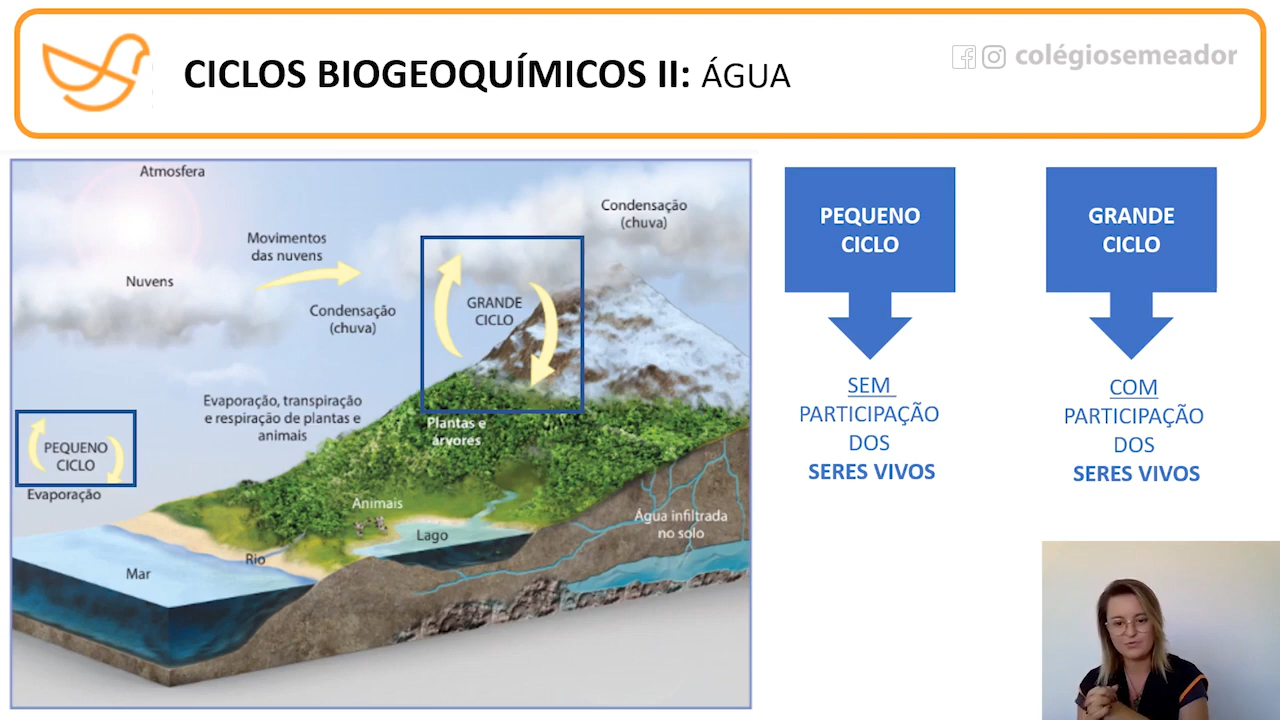 CICLOS BIOGEOQUÍMICOS II: ÁGUA
colégiosemeador
Atmosfera
Condensação
(chuva)
Movimentos
das nuvens
Nuvens
Condensação
(chuva)
GRANDE
CICLO
Evaporação, transpiração
e respiração de plantas e
animais
Plantas e
árvores
PEQUENO
CICLO
Evaporação
Animais
Água infiltrada
no solo
Lago
Rio
Mar
PEQUENO
CICLO
SEM
PARTICIPAÇÃO
DOS
SERES VIVOS
GRANDE
CICLO
COM
PARTICIPAÇÃO
DOS
SERES VIVOS